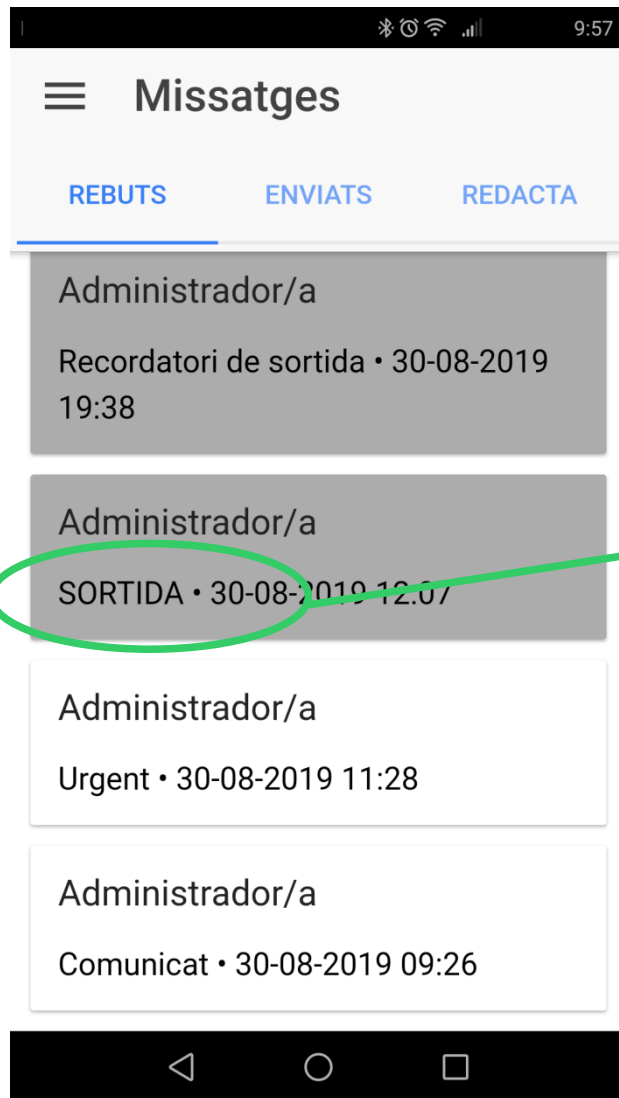 9:57
Missatges
REBUTS ENVIATS REDACTA
Administrador/a
Recordatori de sortida • 30-08-2019
19:38
Administrador/a
SORTIDA • 30-08-2019 12:07
Administrador/a
Urgent • 30-08-2019 11:28
Administrador/a
Comunicat • 30-08-2019 09:26